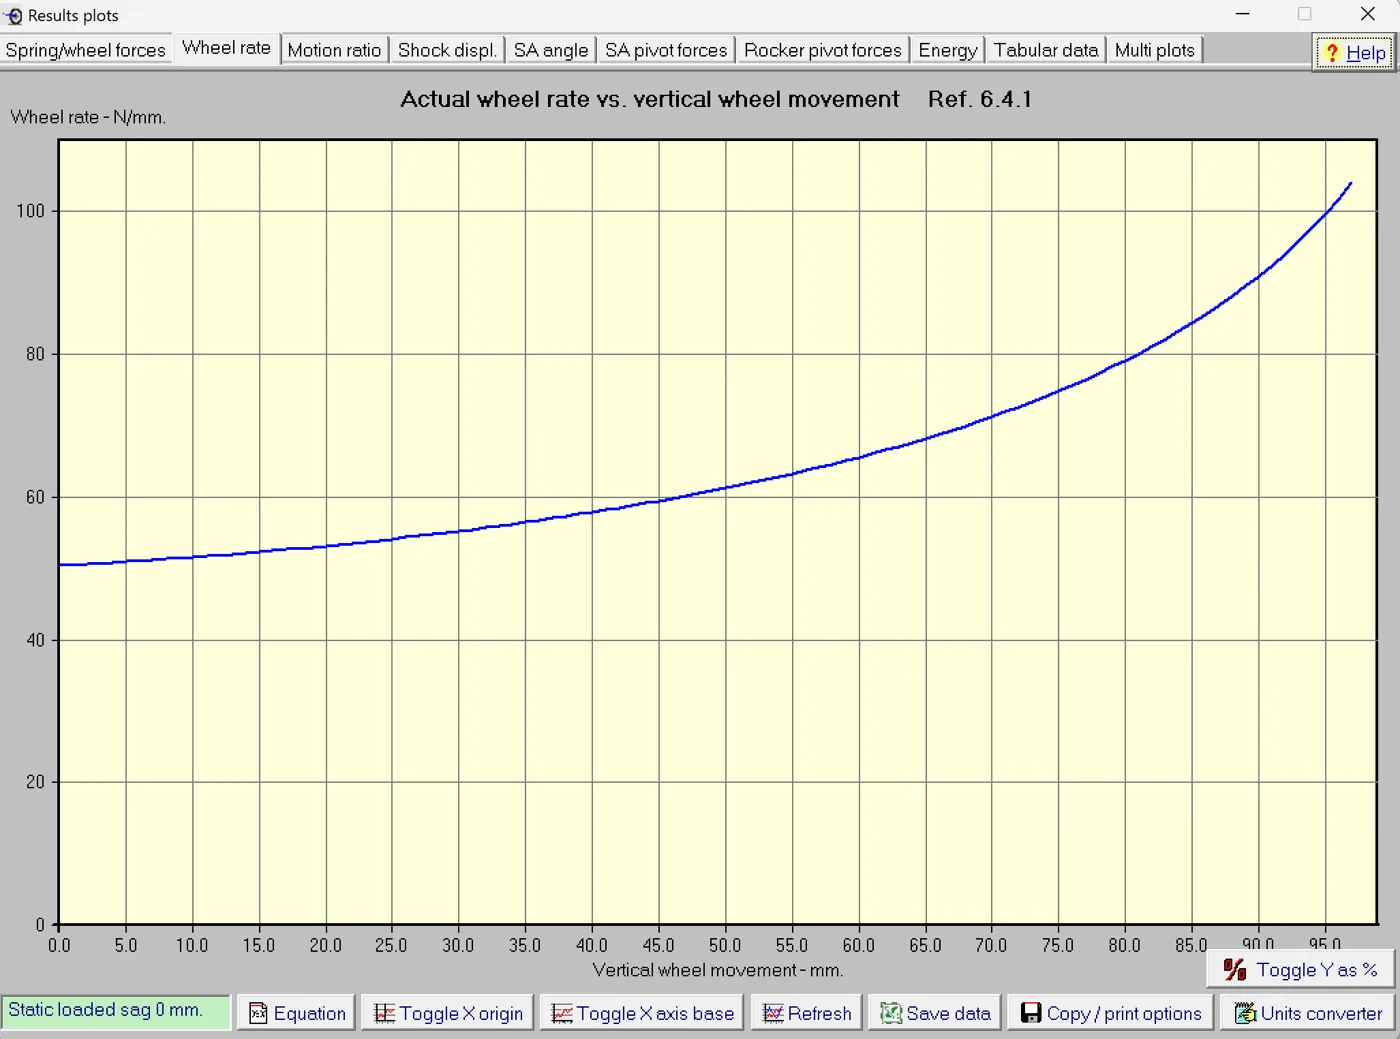 Results plots
Spring/wheel forces Wheel rate Motion ratio Shock displ. SA angle SA pivot forces Rocker pivot forces Energy Tabular data Multi plots ? Help
Actual wheel rate vs. vertical wheel movement Ref. 6.4.1
Wheel rate - N/mm.
100
80
60
40
20
0
0.0 5.0 10.0 15.0 20.0 25.0 30.0 35.0 40.0 45.0 50.0 55.0 60.0 65.0 70.0 75.0 80.0 85.0 90.0 95.0
Vertical wheel movement - mm.
% Toggle Y as %
Static loaded sag 0 mm. Equation Toggle X origin Toggle X axis base Refresh Save data Copy / print options Units converter